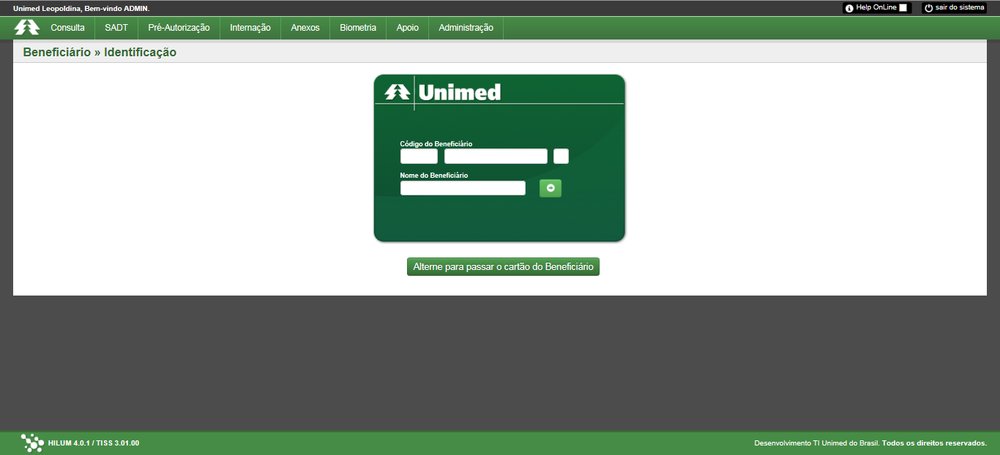 Unimed Leopoldina, Bem-vindo ADMIN.
Help OnLine
sair do sistema
Consulta
SADT
Pré-Autorização
Internação
Anexos
Biometria
Apoio
Administração
Beneficiário » Identificação
Unimed
Código do Beneficiário
Nome do Beneficiário
Alterne para passar o cartão do Beneficiário
HILUM 4.0.1 / TISS 3.01.00
Desenvolvimento TI Unimed do Brasil. Todos os direitos reservados.